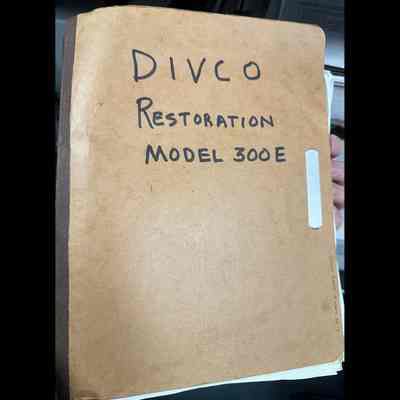 DIVCO
RESTORATION
MODEL 300E